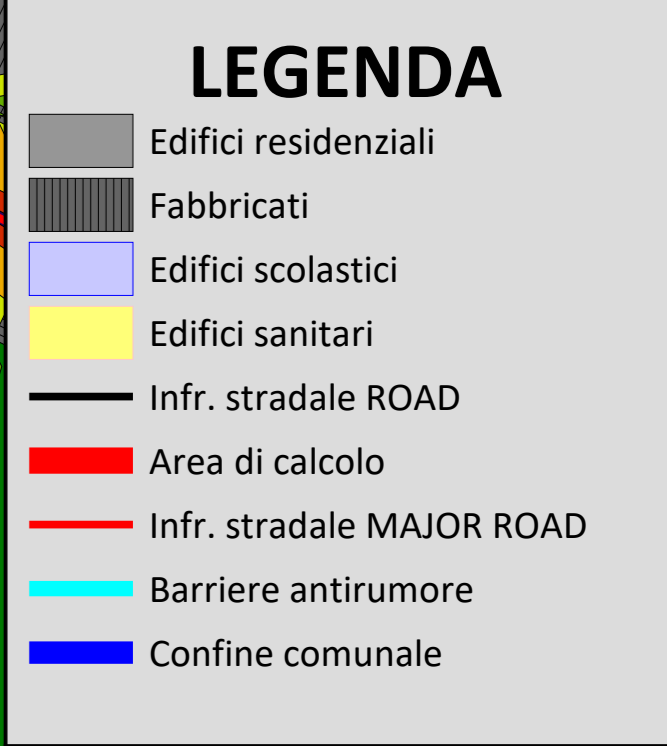 LEGENDA
Edifici residenziali
Fabbricati
Edifici scolastici
Edifici sanitari
Infr. stradale ROAD
Area di calcolo
Infr. stradale MAJOR ROAD
Barriere antirumore
Confine comunale